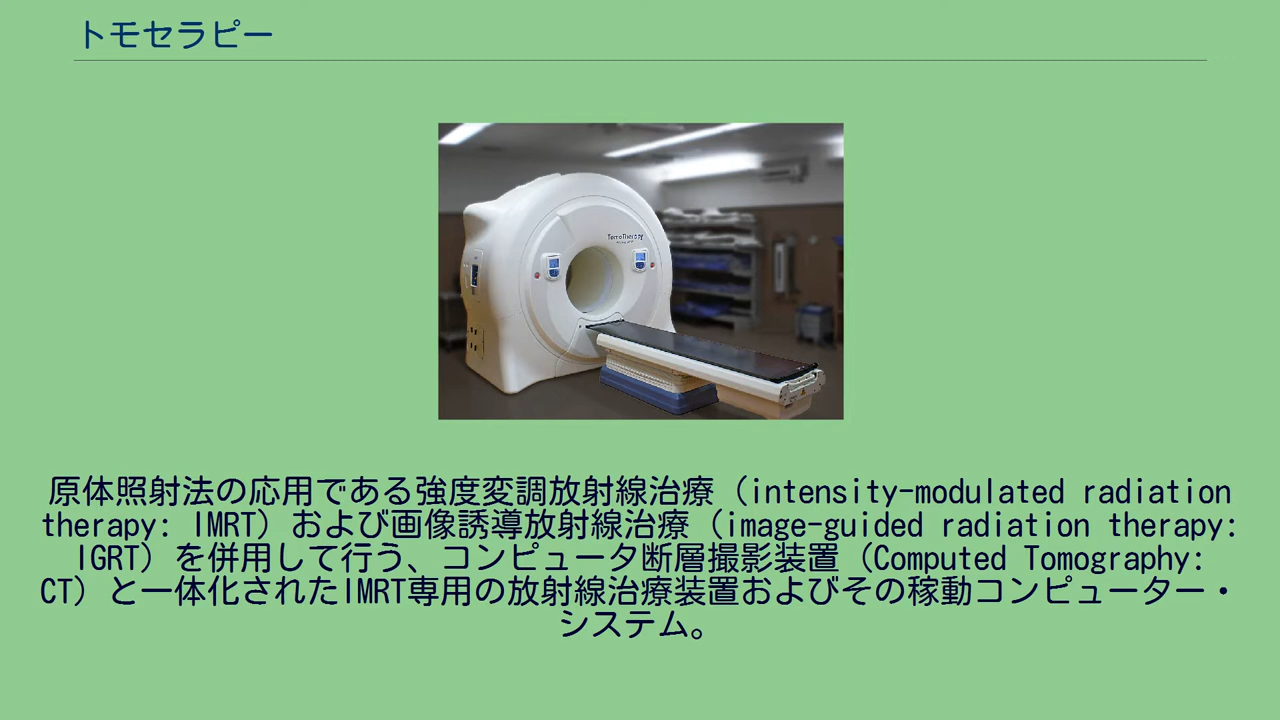 トモセラピー
TomoTherapy
原体照射法の応用である強度変調放射線治療（intensity-modulated radiation
therapy: IMRT）および画像誘導放射線治療（image-guided radiation therapy:
IGRT）を併用して行う、コンピュータ断層撮影装置（Computed Tomography:
CT）と一体化されたIMRT専用の放射線治療装置およびその稼動コンピューター・
システム。